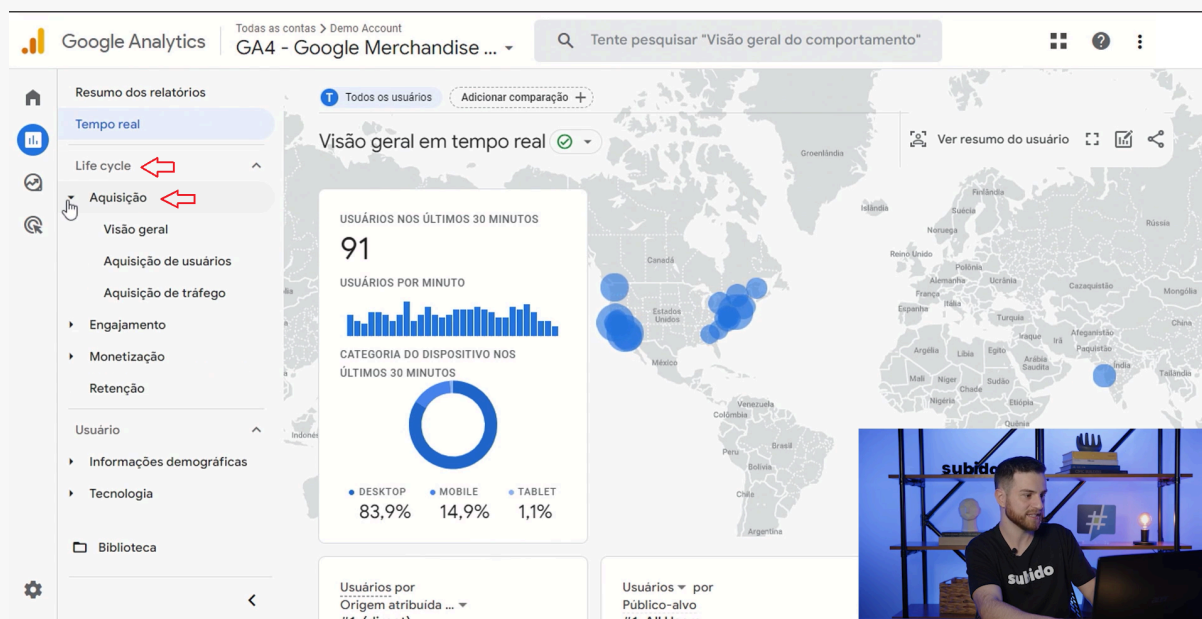 Google Analytics
Todas as contas > Demo Account
GA4 - Google Merchandise ...
Tente pesquisar "Visão geral do comportamento"
Resumo dos relatórios
Tempo real
Life cycle
Aquisição
Visão geral
Aquisição de usuários
Aquisição de tráfego
Engajamento
Monetização
Retenção
Usuário
Informações demográficas
Tecnologia
Biblioteca
T Todos os usuários
Adicionar comparação +
Visão geral em tempo real
Ver resumo do usuário
USUÁRIOS NOS ÚLTIMOS 30 MINUTOS
91
USUÁRIOS POR MINUTO
CATEGORIA DO DISPOSITIVO NOS
ÚLTIMOS 30 MINUTOS
DESKTOP MOBILE TABLET
83,9% 14,9% 1,1%
Usuários por
Origem atribuída ...
Usuários por
Público-alvo
Groenlândia
Islândia
Finlândia
Suécia
Noruega
Rússia
Reino Unido
Polônia
Alemanha
Ucrânia
França
Itália
Espanha
Cazaquistão
Mongólia
Turquia
China
Iraque
Irã
Afeganistão
Paquistão
Argélia
Líbia
Egito
Arábia
Saudita
Índia
Tailândia
Mali
Níger
Chade
Sudão
Nigéria
Etiópia
Quênia
Canadá
Estados
Unidos
México
Venezuela
Colômbia
Peru
Brasil
Bolívia
Chile
Argentina
subido
#
subido